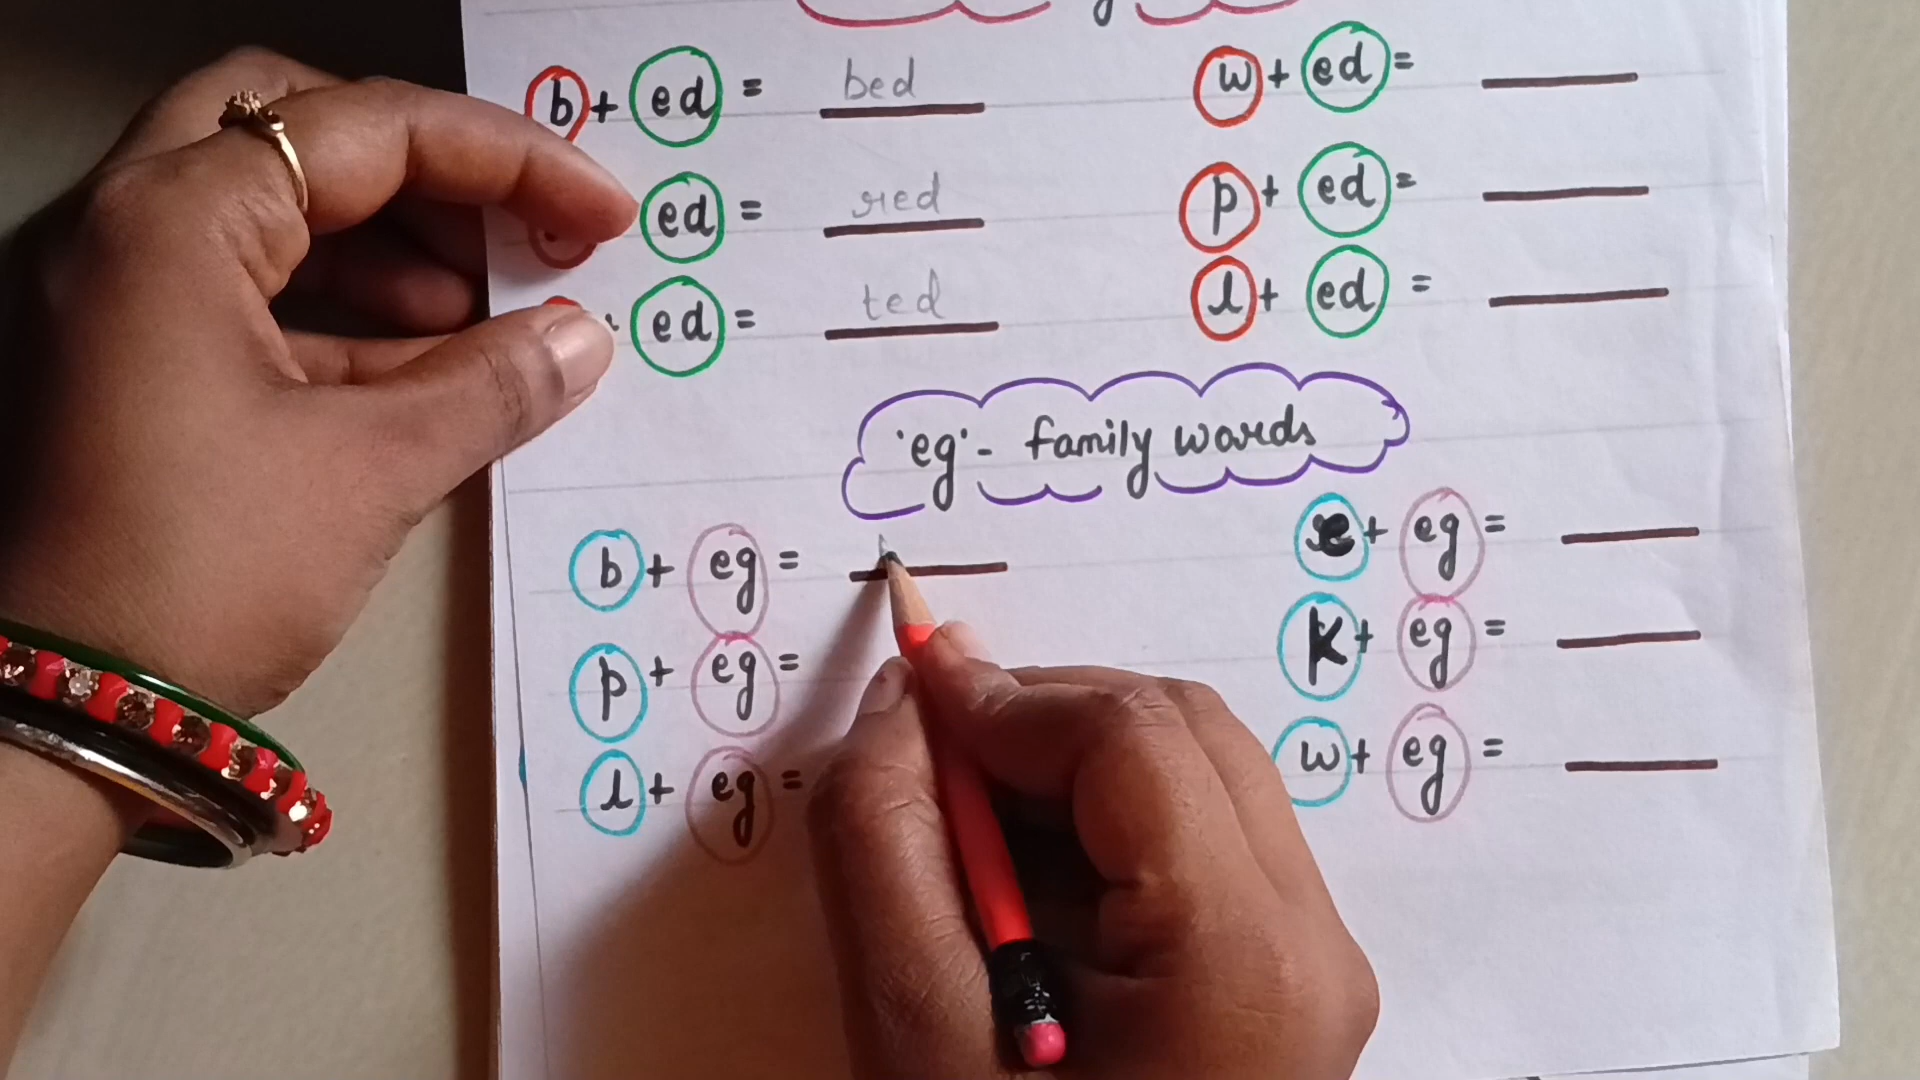 b + ed = bed
w + ed =
ed = red
p + ed =
+ ed = ted
l + ed =
'eg' - family words
b + eg =
e + eg =
p + eg =
k + eg =
l + eg =
w + eg =